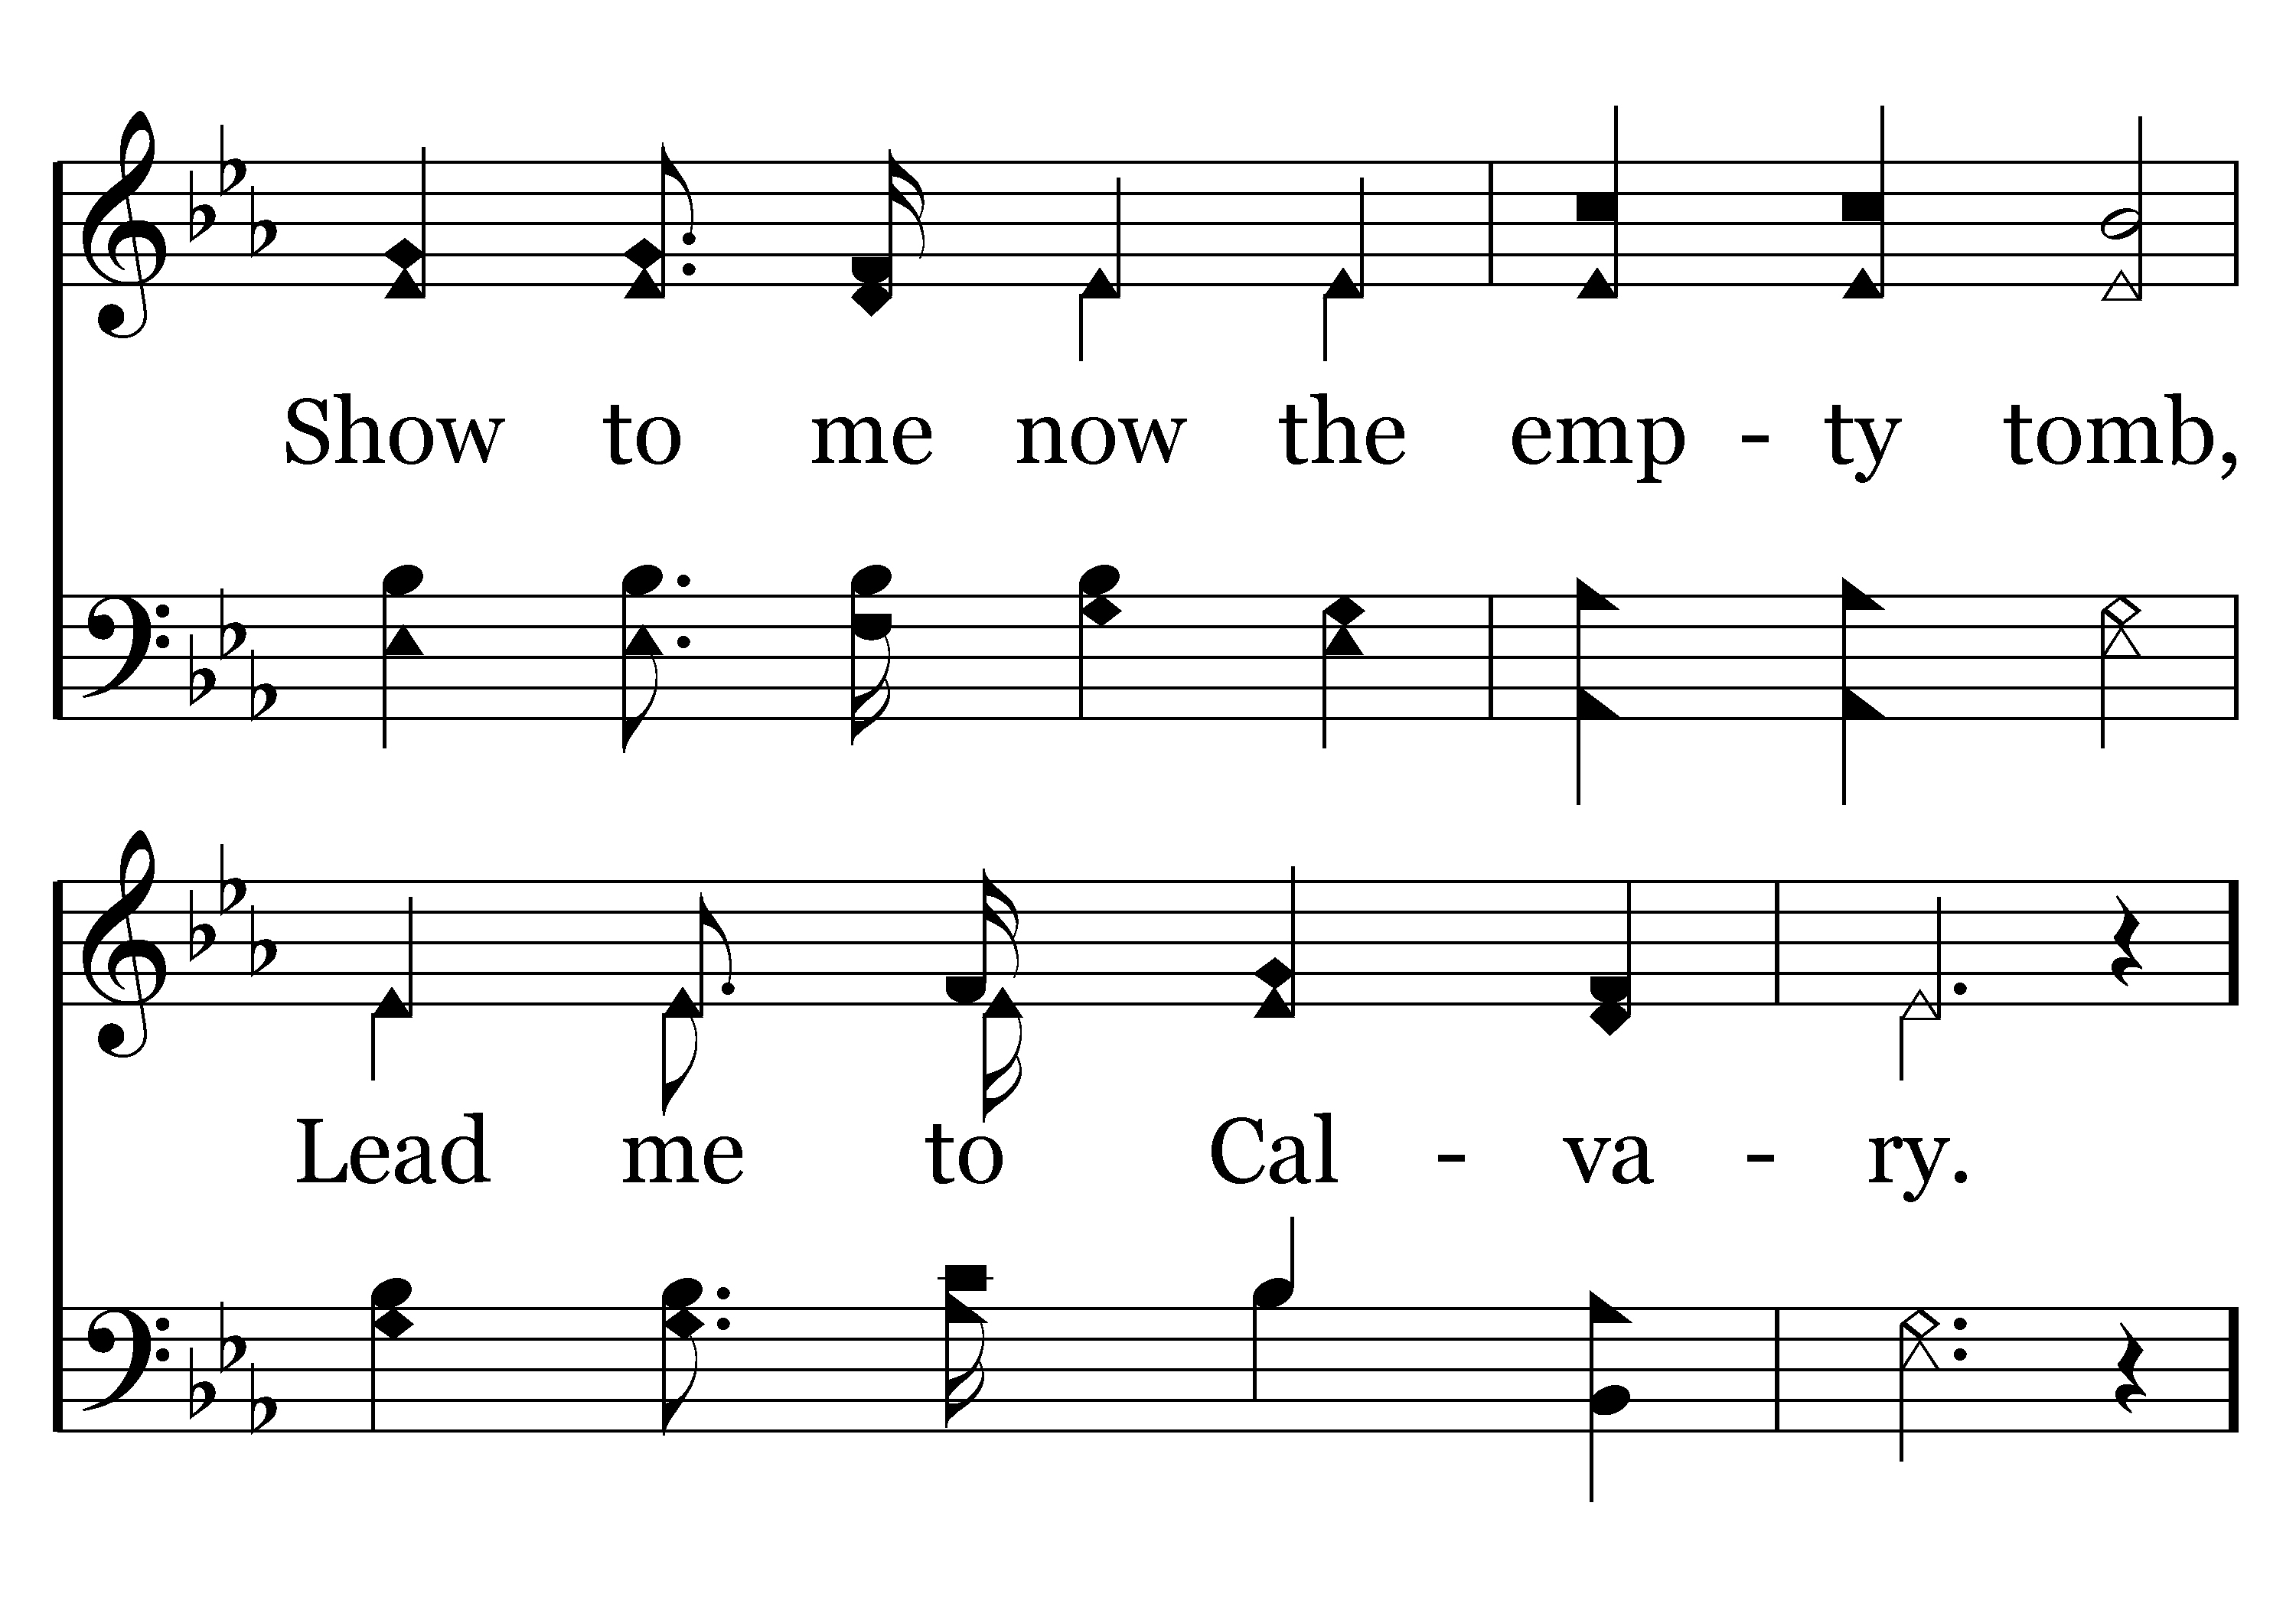 Show to me now the emp - ty tomb,
Lead me to Cal - va - ry.